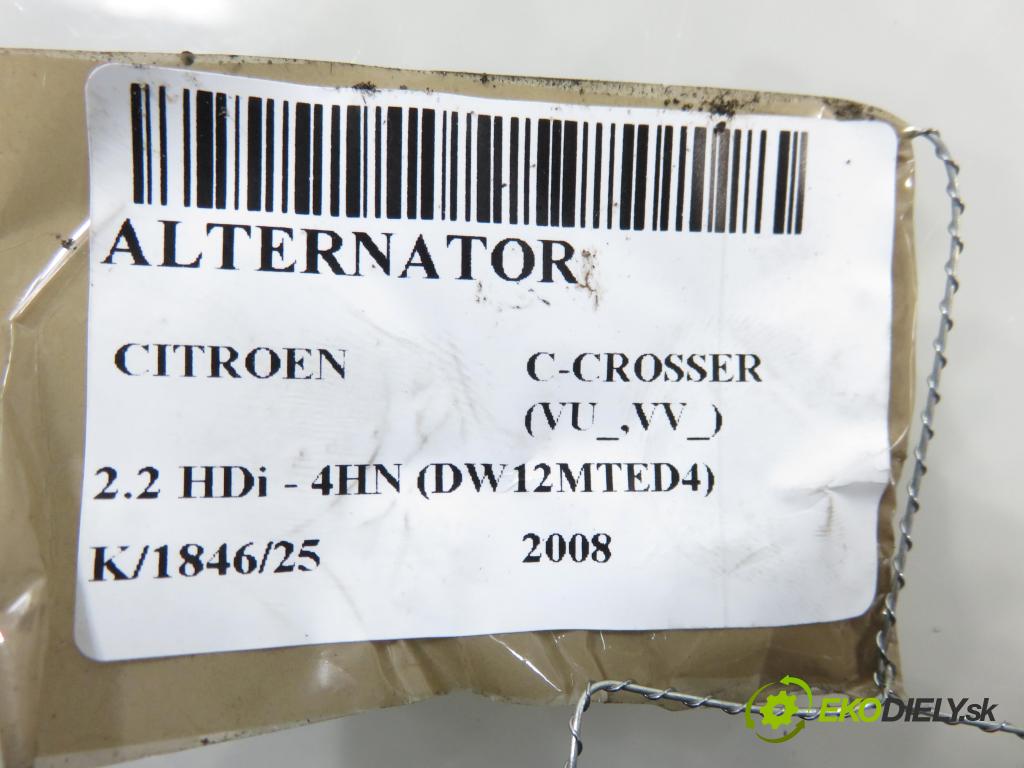 ALTERNATOR
CITROEN C-CROSSER
(VU_,VV_)
2.2 HDi - 4HN (DW12MTED4)
K/1846/25 2008
EKODIELY.sk